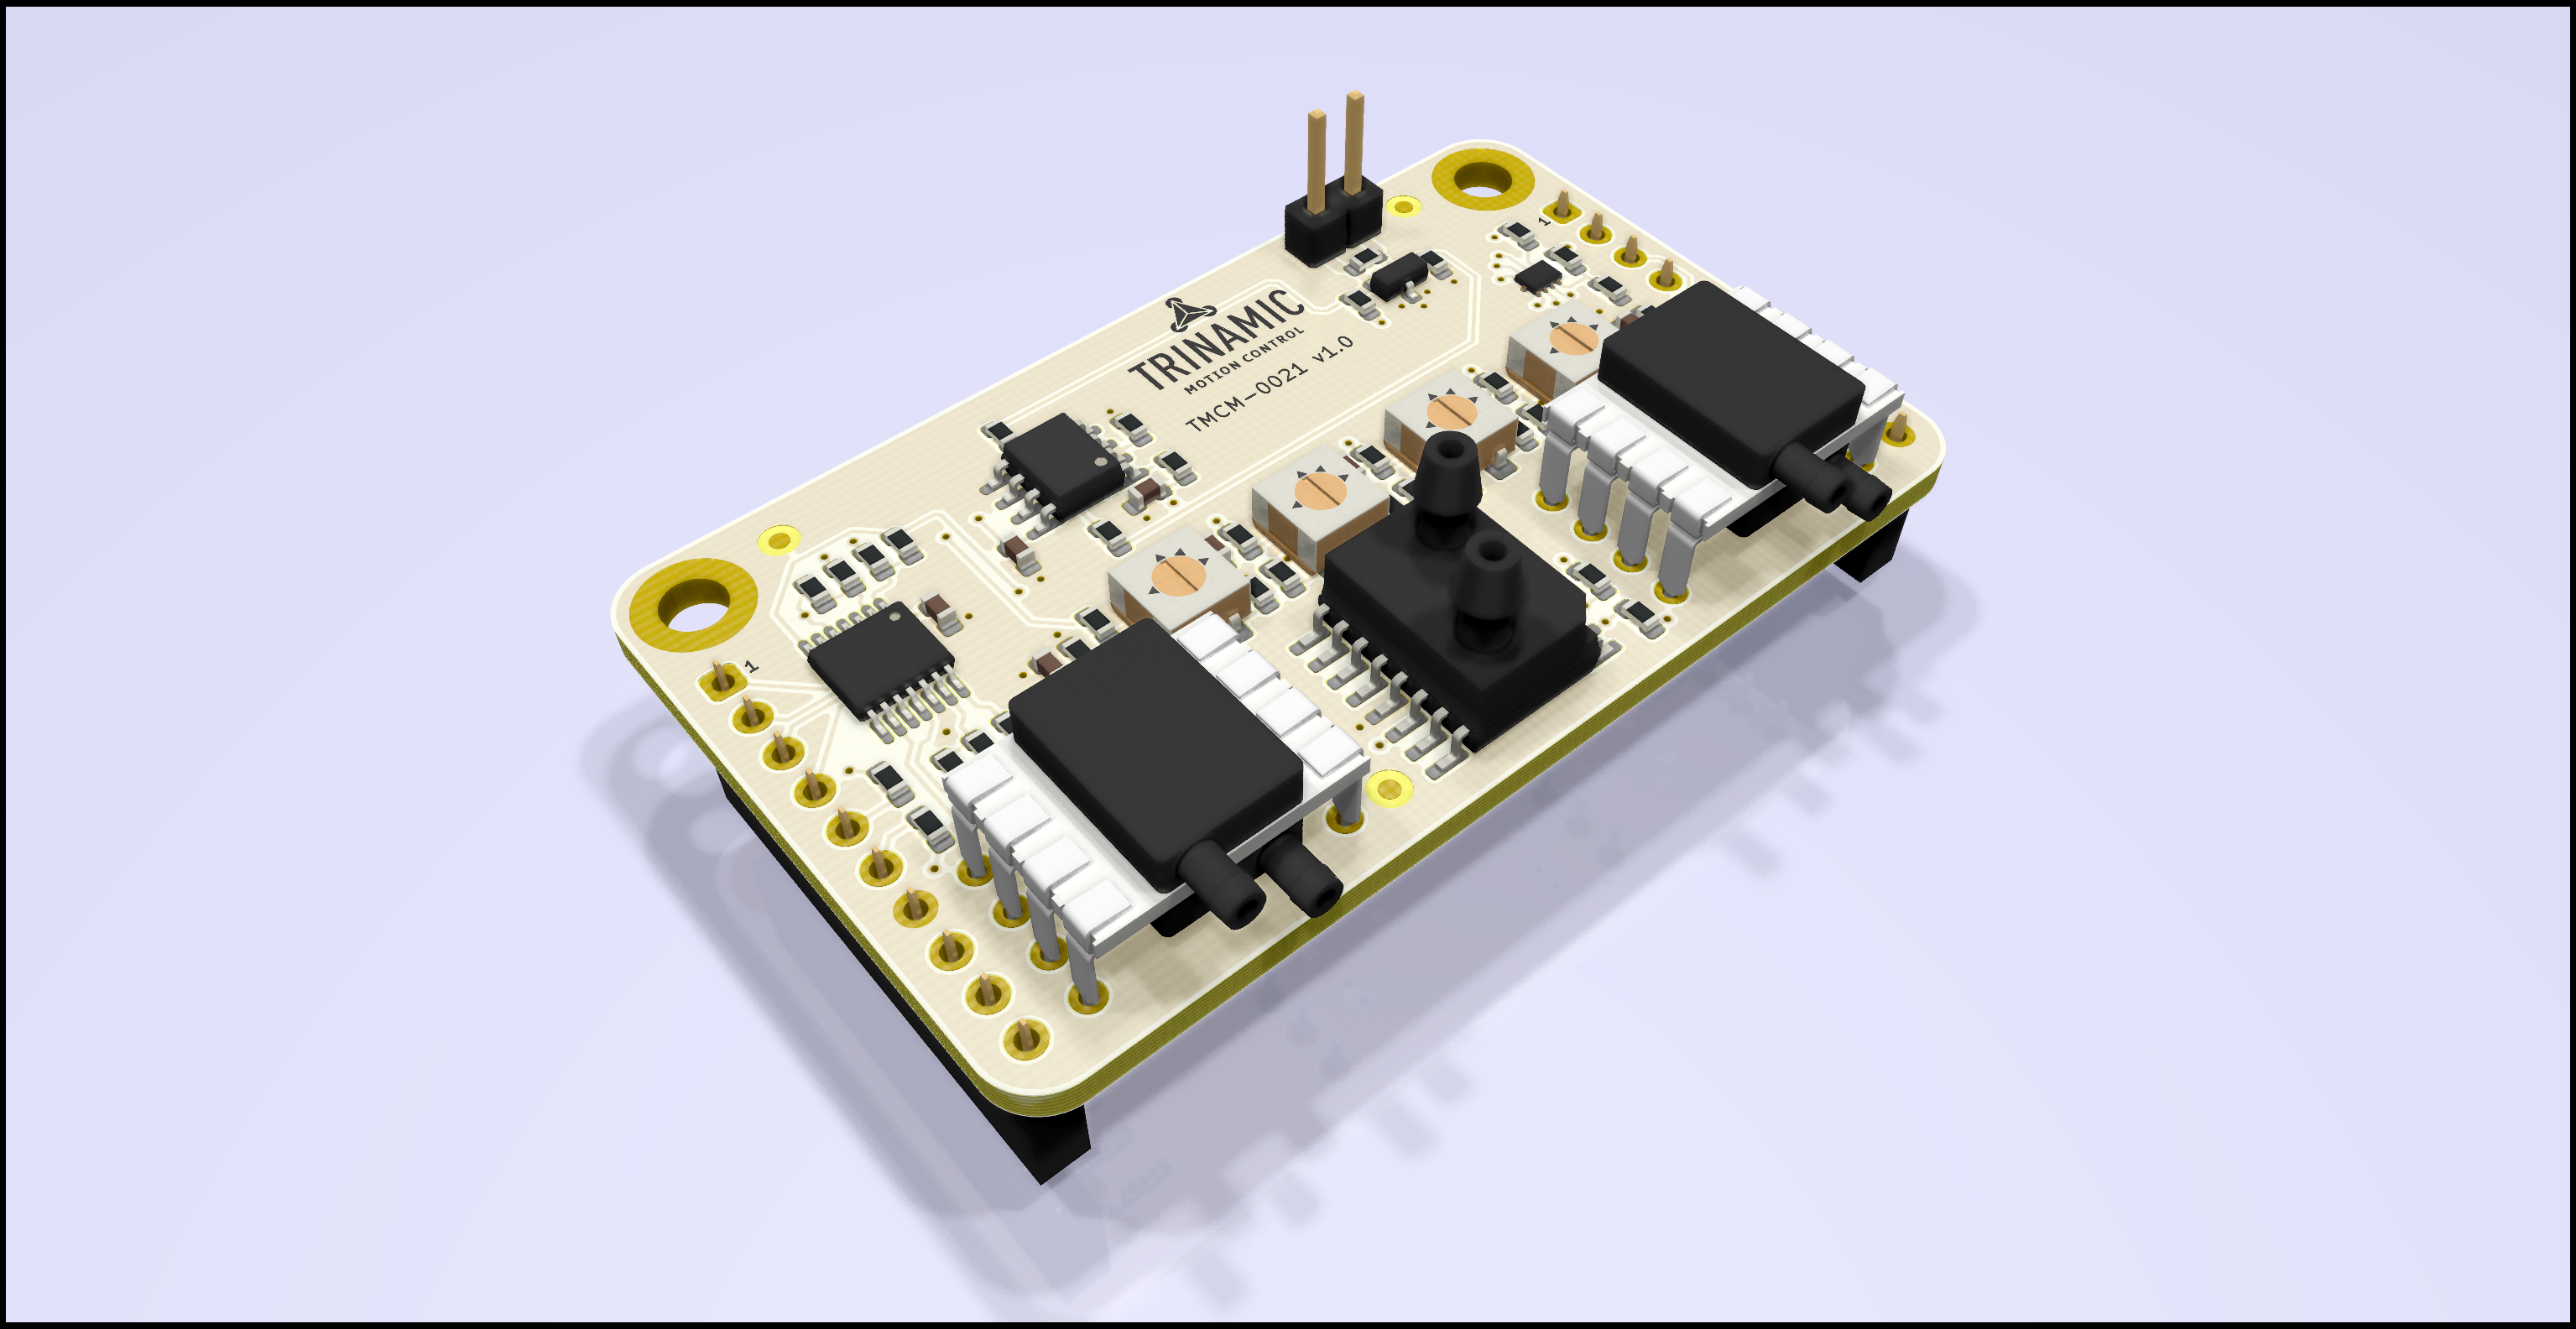 TRINAMIC
MOTION CONTROL
TMCM-0021 v1.0
1
1